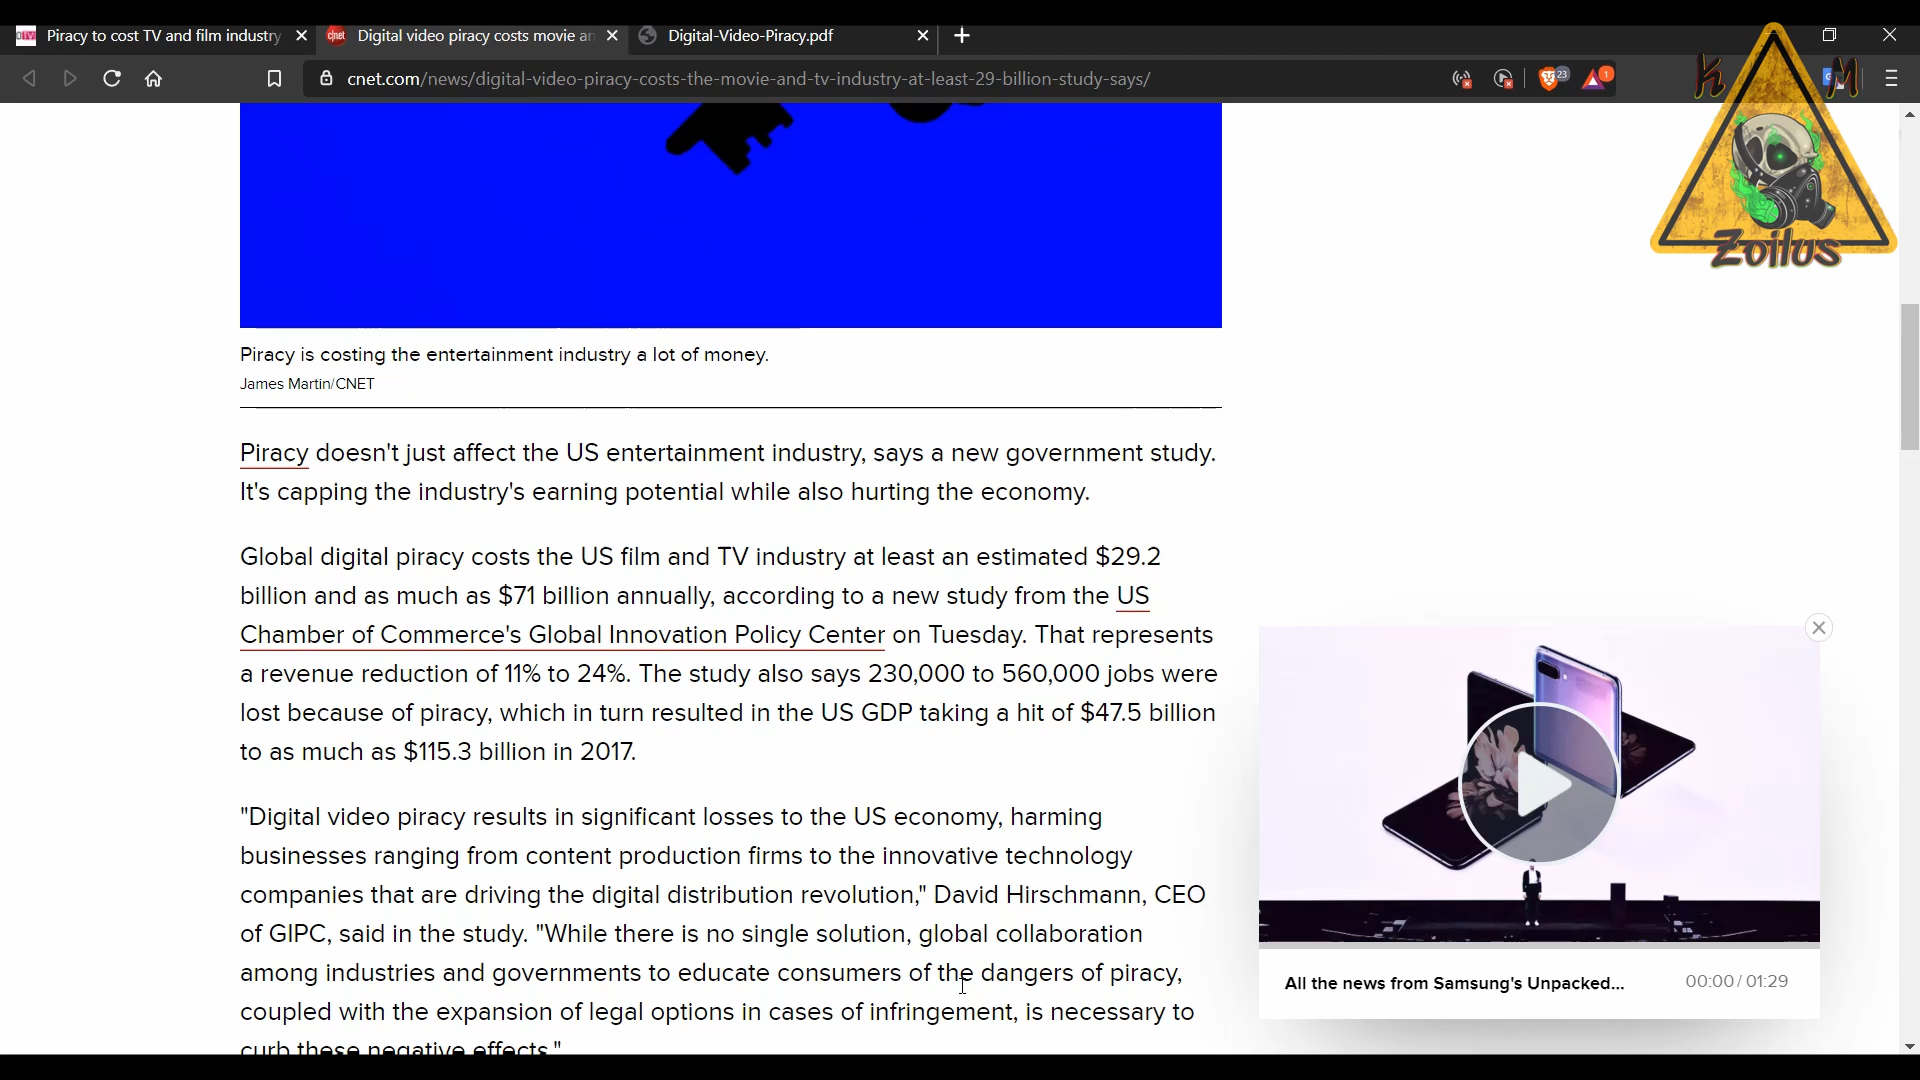 Piracy to cost TV and film industry
Digital video piracy costs movie an
Digital-Video-Piracy.pdf
cnet.com/news/digital-video-piracy-costs-the-movie-and-tv-industry-at-least-29-billion-study-says/
23
1
K M
Zoilus
Piracy is costing the entertainment industry a lot of money.
James Martin/CNET
Piracy doesn't just affect the US entertainment industry, says a new government study.
It's capping the industry's earning potential while also hurting the economy.
Global digital piracy costs the US film and TV industry at least an estimated $29.2
billion and as much as $71 billion annually, according to a new study from the US
Chamber of Commerce's Global Innovation Policy Center on Tuesday. That represents
a revenue reduction of 11% to 24%. The study also says 230,000 to 560,000 jobs were
lost because of piracy, which in turn resulted in the US GDP taking a hit of $47.5 billion
to as much as $115.3 billion in 2017.
"Digital video piracy results in significant losses to the US economy, harming
businesses ranging from content production firms to the innovative technology
companies that are driving the digital distribution revolution," David Hirschmann, CEO
of GIPC, said in the study. "While there is no single solution, global collaboration
among industries and governments to educate consumers of the dangers of piracy,
coupled with the expansion of legal options in cases of infringement, is necessary to
curb these negative effects."
All the news from Samsung's Unpacked...
00:00 / 01:29